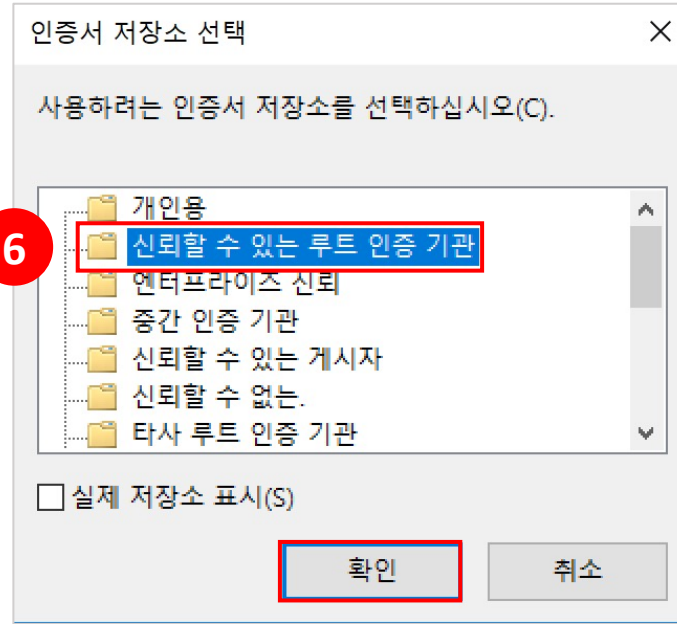 인증서 저장소 선택
사용하려는 인증서 저장소를 선택하십시오(C).
개인용
6
신뢰할 수 있는 루트 인증 기관
엔터프라이즈 신뢰
중간 인증 기관
신뢰할 수 있는 게시자
신뢰할 수 없는.
타사 루트 인증 기관
실제 저장소 표시(S)
확인
취소